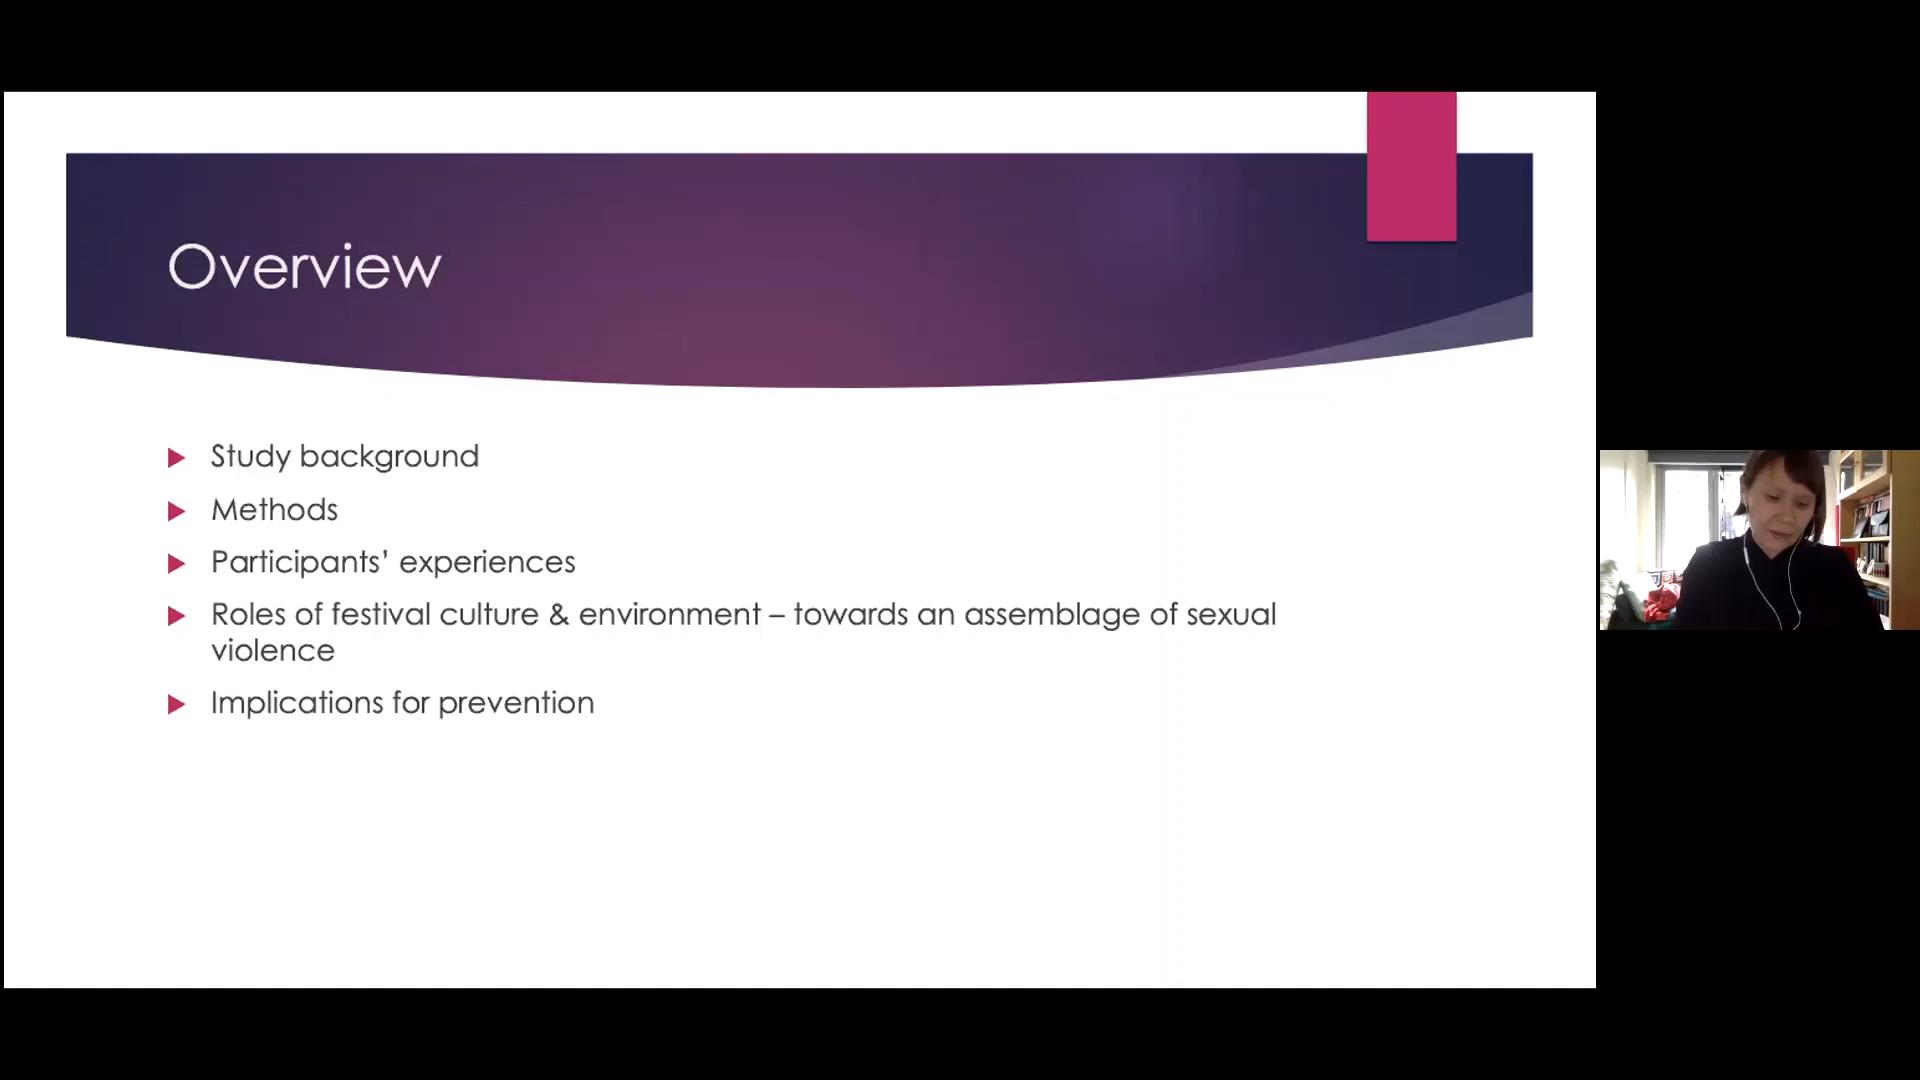 Overview
Study background
Methods
Participants’ experiences
Roles of festival culture & environment – towards an assemblage of sexual
violence
Implications for prevention